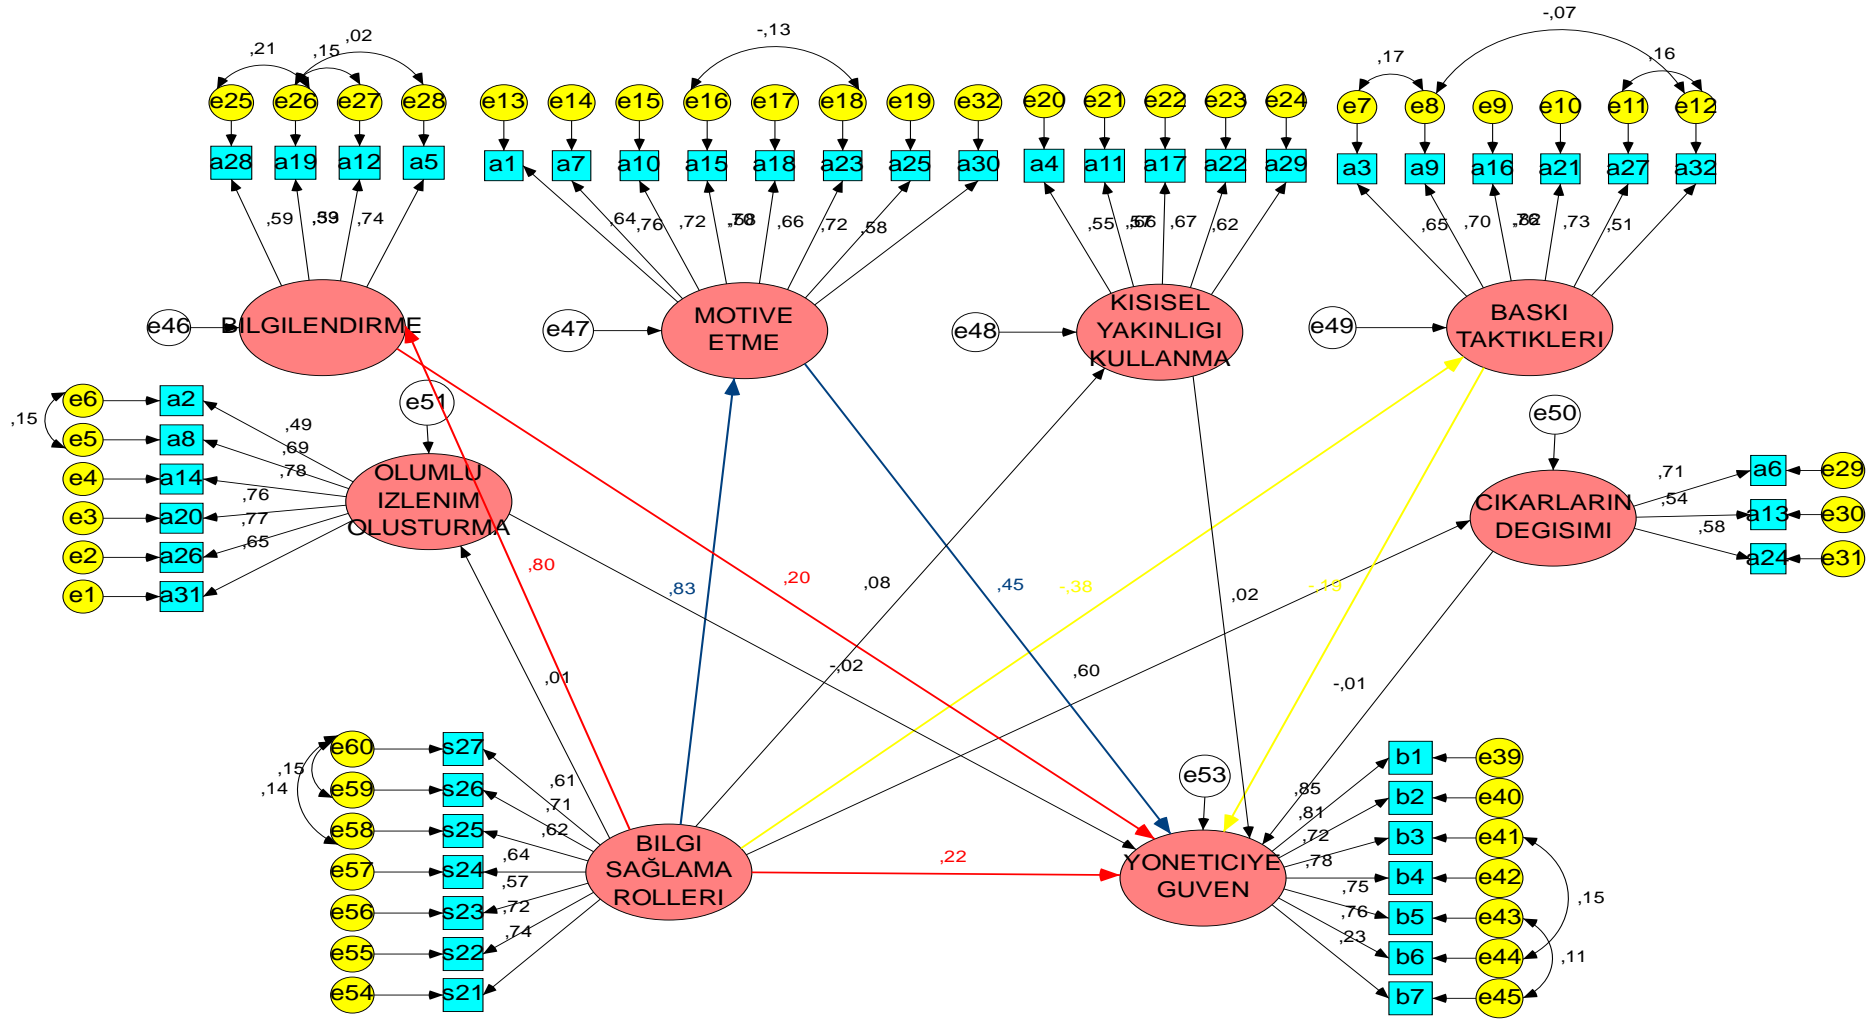 -,07
-,13
,02
,21
,15
,17
,16
e25
e26
e27
e28
e13
e14
e15
e16
e17
e18
e19
e32
e20
e21
e22
e23
e24
e7
e8
e9
e10
e11
e12
a28
a19
a12
a5
a1
a7
a10
a15
a18
a23
a25
a30
a4
a11
a17
a22
a29
a3
a9
a16
a21
a27
a32
,59
,74
,64
,76
,72
,66
,72
,58
,55
,67
,62
,65
,70
,73
,51
e46
BILGILENDIRME
e47
MOTIVE
ETME
e48
KISISEL
YAKINLIGI
KULLANMA
e49
BASKI
TAKTIKLERI
e6
a2
,15
e5
a8
e4
a14
e3
a20
e2
a26
e1
a31
,49
,69
,78
,76
,77
,65
e51
OLUMLU
IZLENIM
OLUSTURMA
e50
CIKARLARIN
DEGISIMI
,71
,54
,58
a6
e29
a13
e30
a24
e31
,80
,83
,20
,08
,45
-,38
,02
-,19
,01
-,02
,60
-,01
e60
s27
e59
s26
e58
s25
e57
s24
e56
s23
e55
s22
e54
s21
,15
,14
,61
,71
,62
,64
,57
,72
,74
BILGI
SAĞLAMA
ROLLERI
,22
e53
YONETICIYE
GUVEN
,85
,81
,72
,78
,75
,76
,23
b1
e39
b2
e40
b3
e41
b4
e42
b5
e43
b6
e44
b7
e45
,15
,11